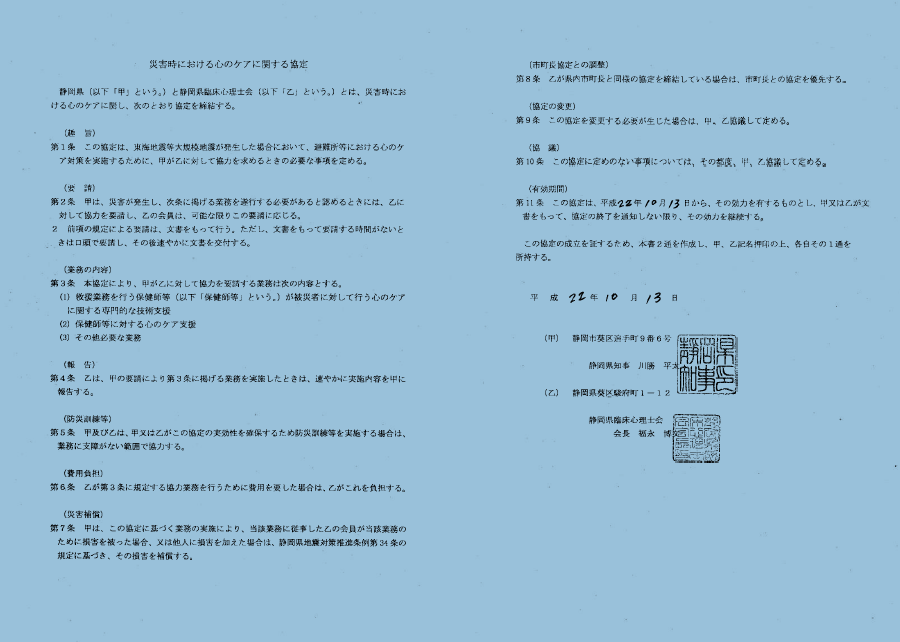 災害時における心のケアに関する協定
静岡県（以下「甲」という。）と静岡県臨床心理士会（以下「乙」という。）とは、災害時にお
ける心のケアに関し、次のとおり協定を締結する。
（趣　旨）
第１条　この協定は、東海地震等大規模地震が発生した場合において、避難所等における心のケ
ア対策を実施するために、甲が乙に対して協力を求めるときの必要な事項を定める。
（要　請）
第２条　甲は、災害が発生し、次条に掲げる業務を遂行する必要があると認めるときには、乙に
対して協力を要請し、乙の会員は、可能な限りこの要請に応じる。
２　前項の規定による要請は、文書をもって行う。ただし、文書をもって要請する時間がないと
きは口頭で要請し、その後速やかに文書を交付する。
（業務の内容）
第３条　本協定により、甲が乙に対して協力を要請する業務は次の内容とする。
(1) 救援業務を行う保健師等（以下「保健師等」という。）が被災者に対して行う心のケア
に関する専門的な技術支援
(2) 保健師等に対する心のケア支援
(3) その他必要な業務
（報　告）
第４条　乙は、甲の要請により第３条に掲げる業務を実施したときは、速やかに実施内容を甲に
報告する。
（防災訓練等）
第５条　甲及び乙は、甲又は乙がこの協定の実効性を確保するため防災訓練等を実施する場合は、
業務に支障がない範囲で協力する。
（費用負担）
第６条　乙が第３条に規定する協力業務を行うために費用を要した場合は、乙がこれを負担する。
（災害補償）
第７条　甲は、この協定に基づく業務の実施により、当該業務に従事した乙の会員が当該業務の
ために損害を被った場合、又は他人に損害を加えた場合は、静岡県地震対策推進条例第34条の
規定に基づき、その損害を補償する。
（市町長協定との調整）
第８条　乙が県内市町長と同様の協定を締結している場合は、市町長との協定を優先する。
（協定の変更）
第９条　この協定を変更する必要が生じた場合は、甲、乙協議して定める。
（協　議）
第10条　この協定に定めのない事項については、その都度、甲、乙協議して定める。
（有効期間）
第11条　この協定は、平成22年10月13日から、その効力を有するものとし、甲又は乙が文
書をもって、協定の終了を通知しない限り、その効力を継続する。
この協定の成立を証するため、本書２通を作成し、甲、乙記名押印の上、各自その１通を
所持する。
平　成　22年　10　月　13　日
（甲）　静岡市葵区追手町９番６号
静岡県知事　川勝　平太
（乙）　静岡県葵区駿府町１－１２
静岡県臨床心理士会
会長　福永　博
静岡県知事印